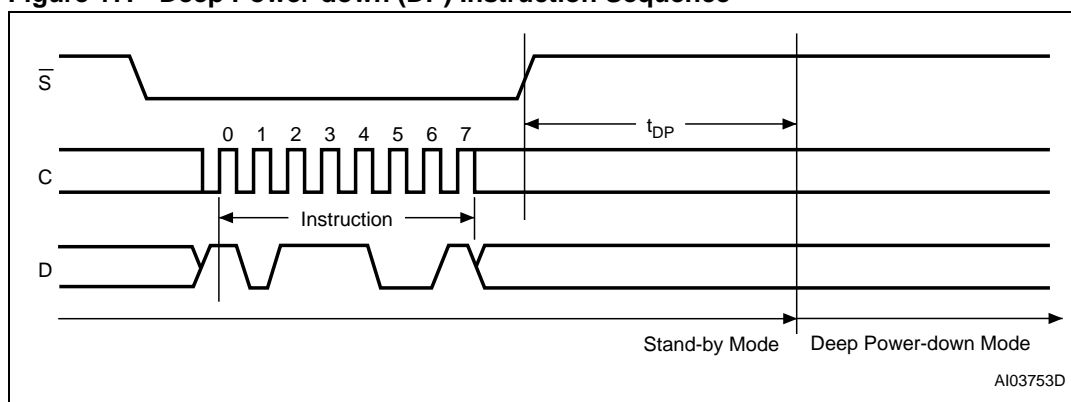 Figure 17. Deep Power-down (DP) Instruction Sequence
S
tDP
0 1 2 3 4 5 6 7
C
Instruction
D
Stand-by Mode
Deep Power-down Mode
AI03753D